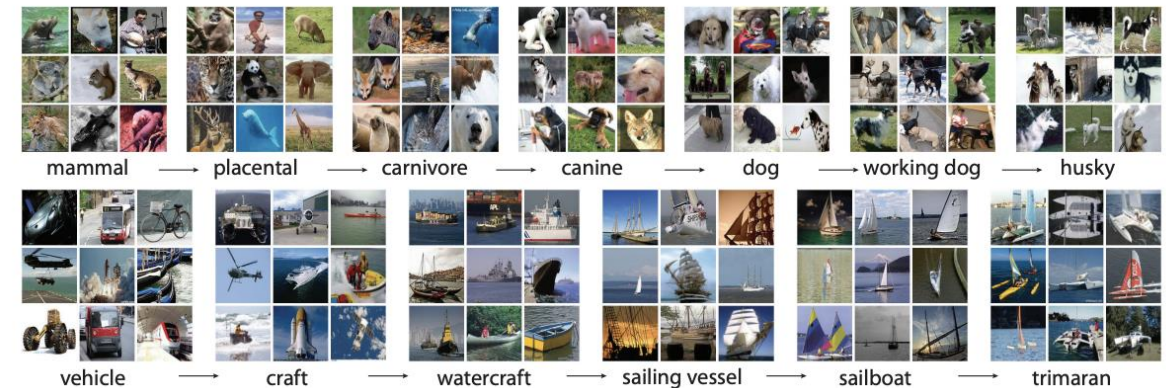 mammal → placental → carnivore → canine → dog → working dog → husky
vehicle → craft → watercraft → sailing vessel → sailboat → trimaran